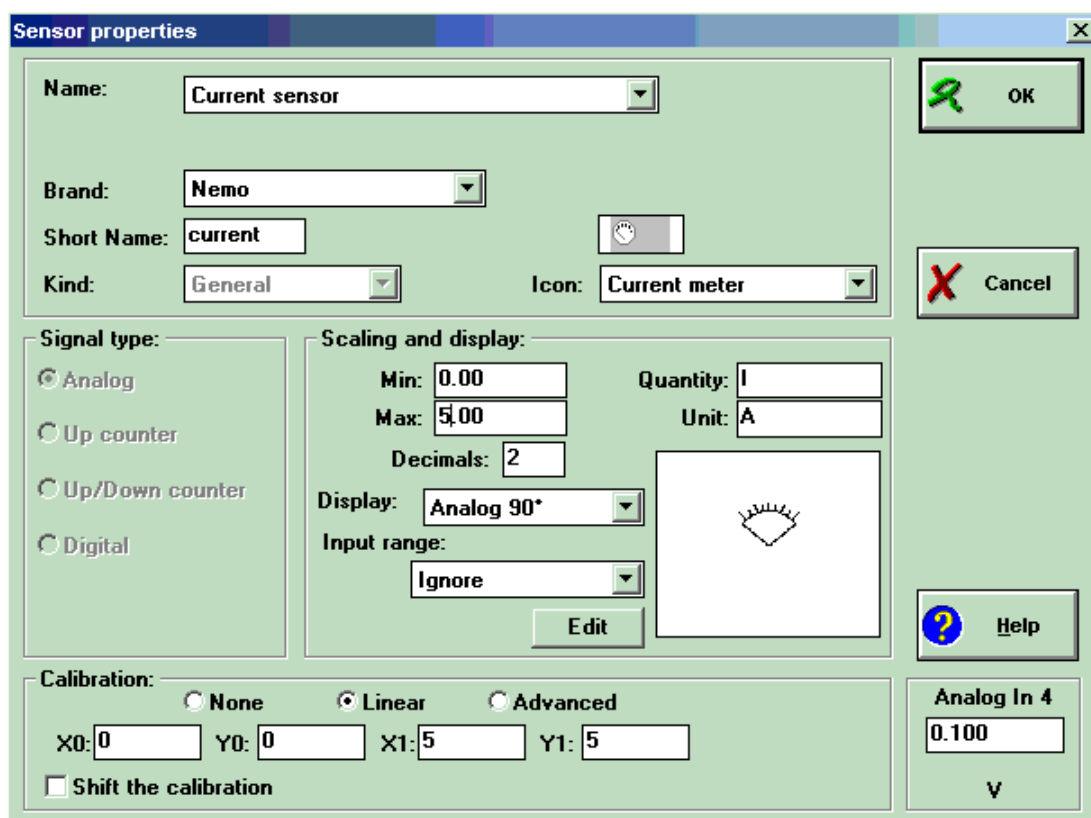 Sensor properties
Name: Current sensor
OK
Brand: Nemo
Short Name: current
Kind: General
Icon: Current meter
Cancel
Signal type:
Analog
Up counter
Up/Down counter
Digital
Scaling and display:
Min: 0.00
Quantity: I
Max: 5.00
Unit: A
Decimals: 2
Display: Analog 90°
Input range:
Ignore
Edit
? Help
Calibration:
None Linear Advanced
X0: 0 Y0: 0 X1: 5 Y1: 5
Shift the calibration
Analog In 4
0.100
V